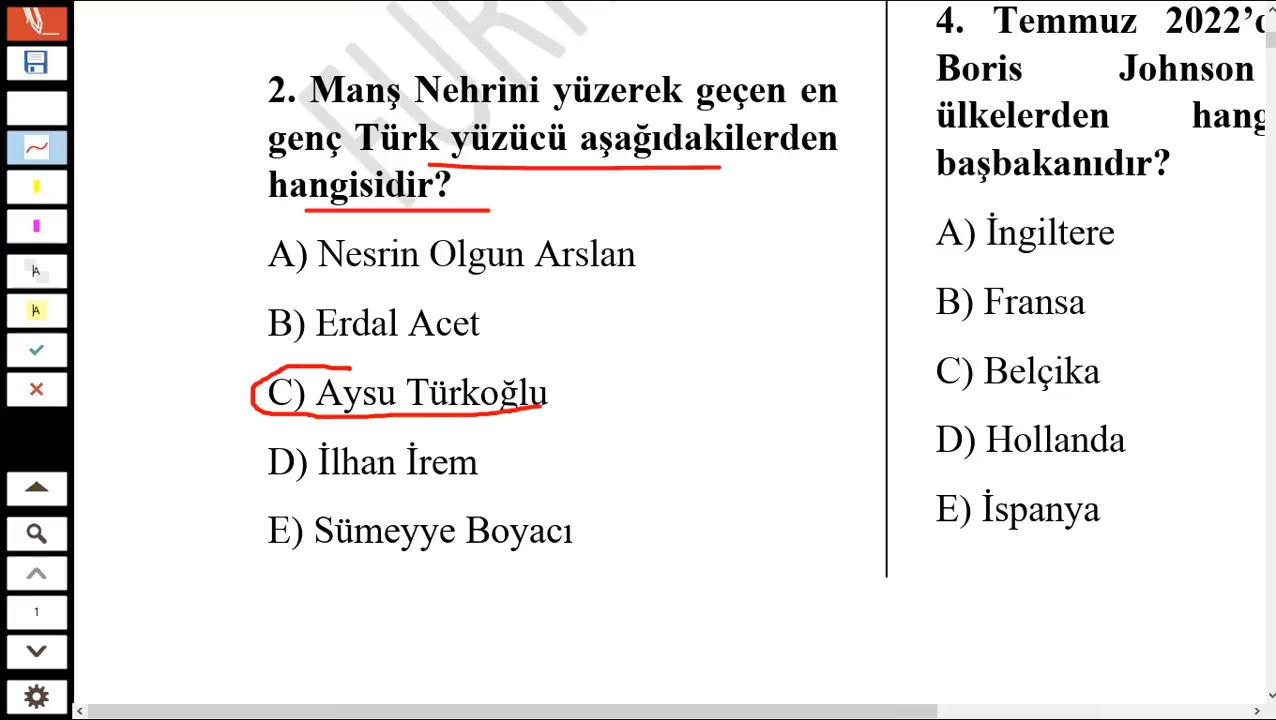 2. Manş Nehrini yüzerek geçen en
genç Türk yüzücü aşağıdakilerden
hangisidir?
A) Nesrin Olgun Arslan
B) Erdal Acet
C) Aysu Türkoğlu
D) İlhan İrem
E) Sümeyye Boyacı
4. Temmuz 2022’d
Boris Johnson
ülkelerden hang
başbakanıdır?
A) İngiltere
B) Fransa
C) Belçika
D) Hollanda
E) İspanya
A
A
1